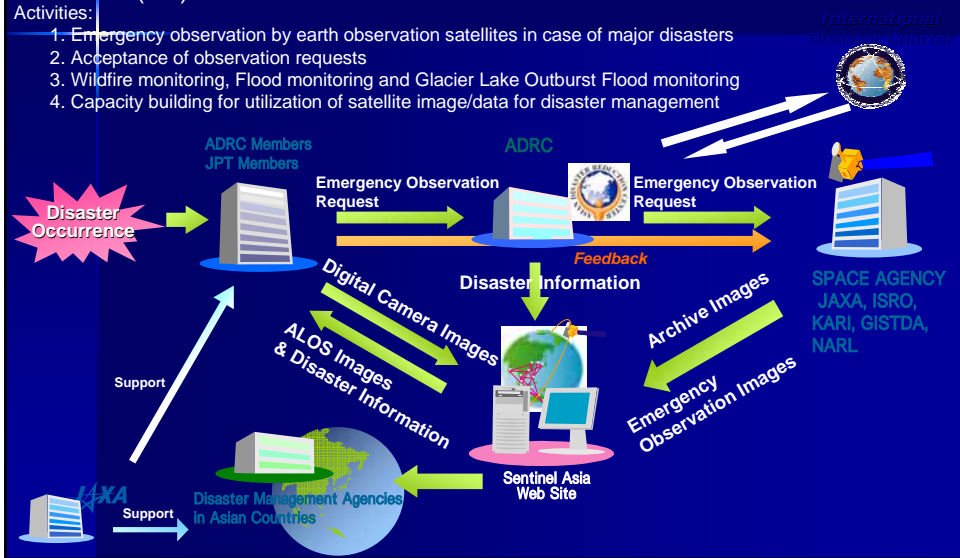 Activities:
1. Emergency observation by earth observation satellites in case of major disasters
2. Acceptance of observation requests
3. Wildfire monitoring, Flood monitoring and Glacier Lake Outburst Flood monitoring
4. Capacity building for utilization of satellite image/data for disaster management
International
ADRC Members
JPT Members
ADRC
Disaster
Occurrence
Emergency Observation
Request
ASIAN DISASTER REDUCTION CENTER
Emergency Observation
Request
Feedback
Disaster Information
SPACE AGENCY
JAXA, ISRO,
KARI, GISTDA,
NARL
Digital Camera Images
ALOS Images
& Disaster Information
Archive Images
Emergency
Observation Images
Support
Sentinel Asia
Web Site
JAXA
Support
Disaster Management Agencies
in Asian Countries